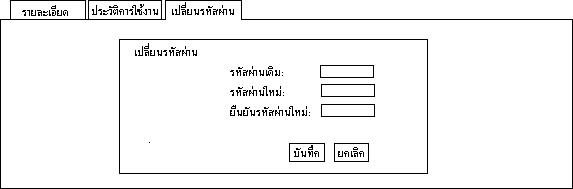 รายละเอียด ประวัติการใช้งาน เปลี่ยนรหัสผ่าน
เปลี่ยนรหัสผ่าน
รหัสผ่านเดิม:
รหัสผ่านใหม่:
ยืนยันรหัสผ่านใหม่:
บันทึก ยกเลิก